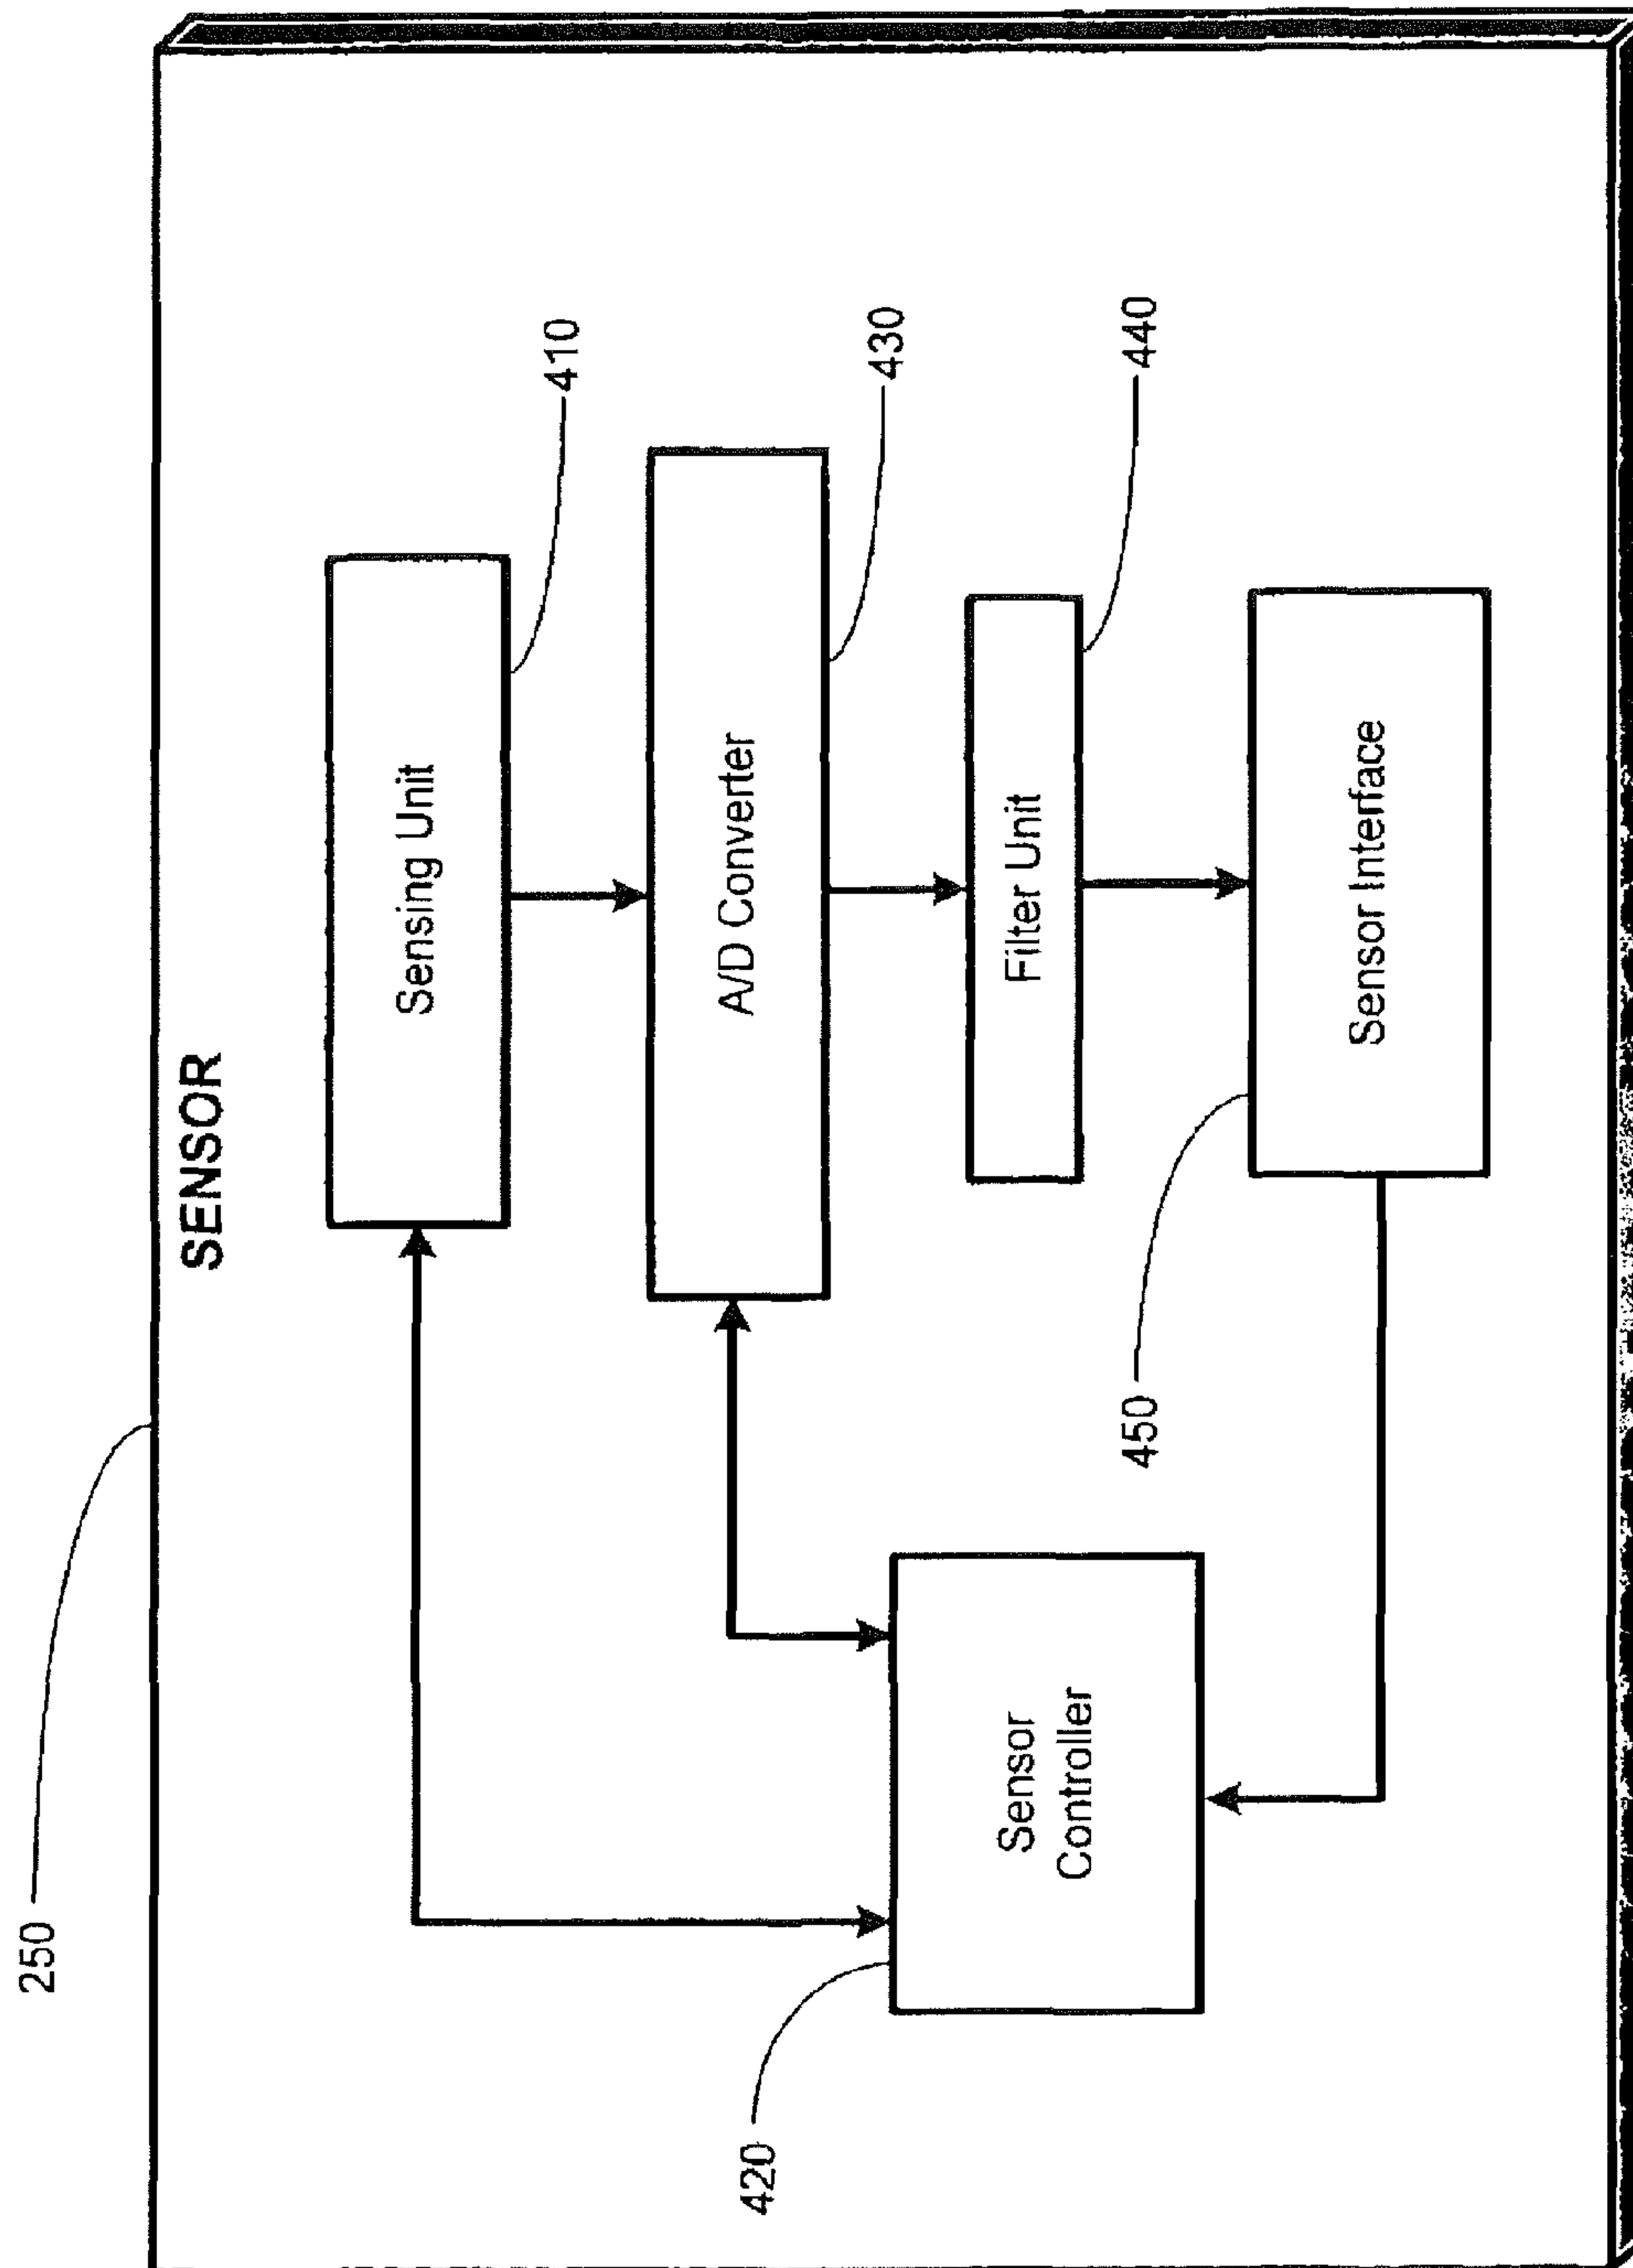 250
SENSOR
Sensing Unit
410
A/D Converter
430
Filter Unit
440
Sensor Interface
450
Sensor
Controller
420